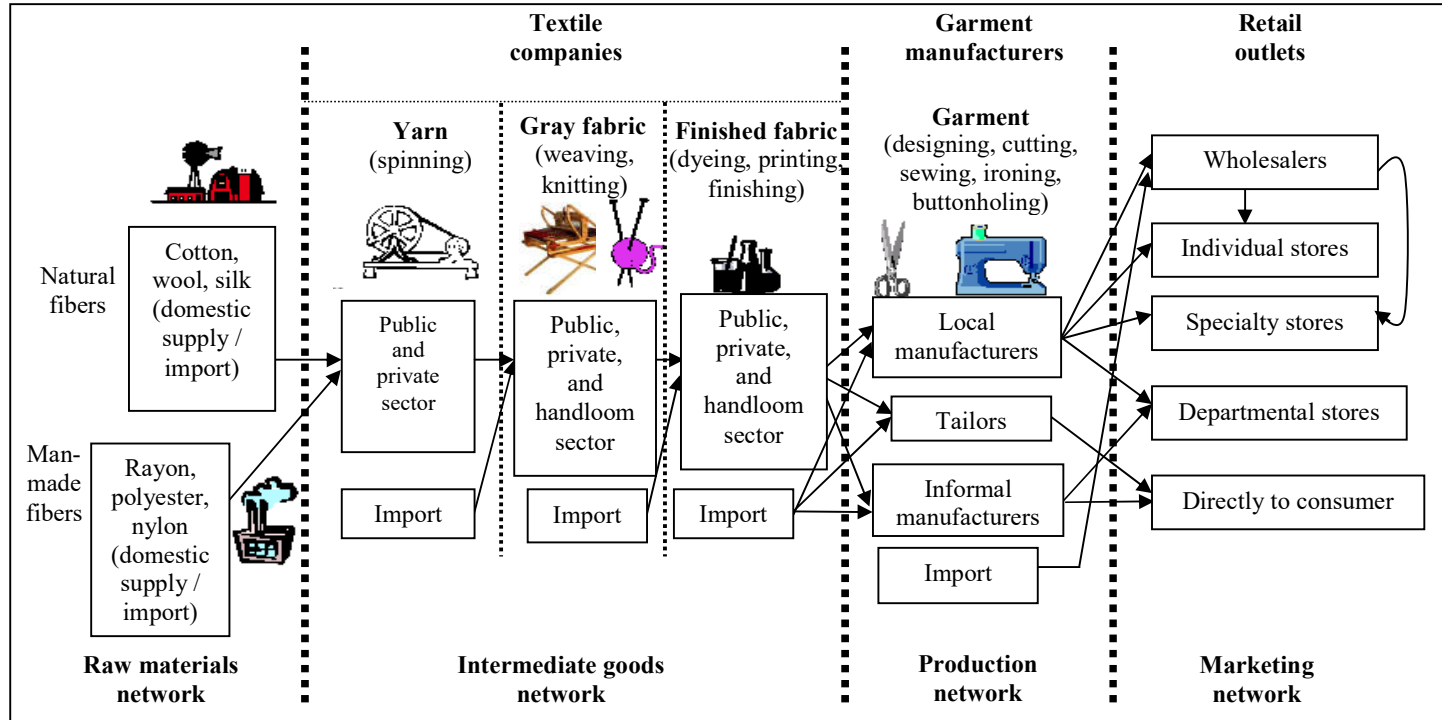 Textile
companies
Garment
manufacturers
Retail
outlets
Yarn
(spinning)
Gray fabric
(weaving,
knitting)
Finished fabric
(dyeing, printing,
finishing)
Garment
(designing, cutting,
sewing, ironing,
buttonholing)
Natural
fibers
Cotton,
wool, silk
(domestic
supply /
import)
Man-
made
fibers
Rayon,
polyester,
nylon
(domestic
supply /
import)
Public
and
private
sector
Import
Public,
private,
and
handloom
sector
Import
Public,
private,
and
handloom
sector
Import
Local
manufacturers
Tailors
Informal
manufacturers
Import
Wholesalers
Individual stores
Specialty stores
Departmental stores
Directly to consumer
Raw materials
network
Intermediate goods
network
Production
network
Marketing
network